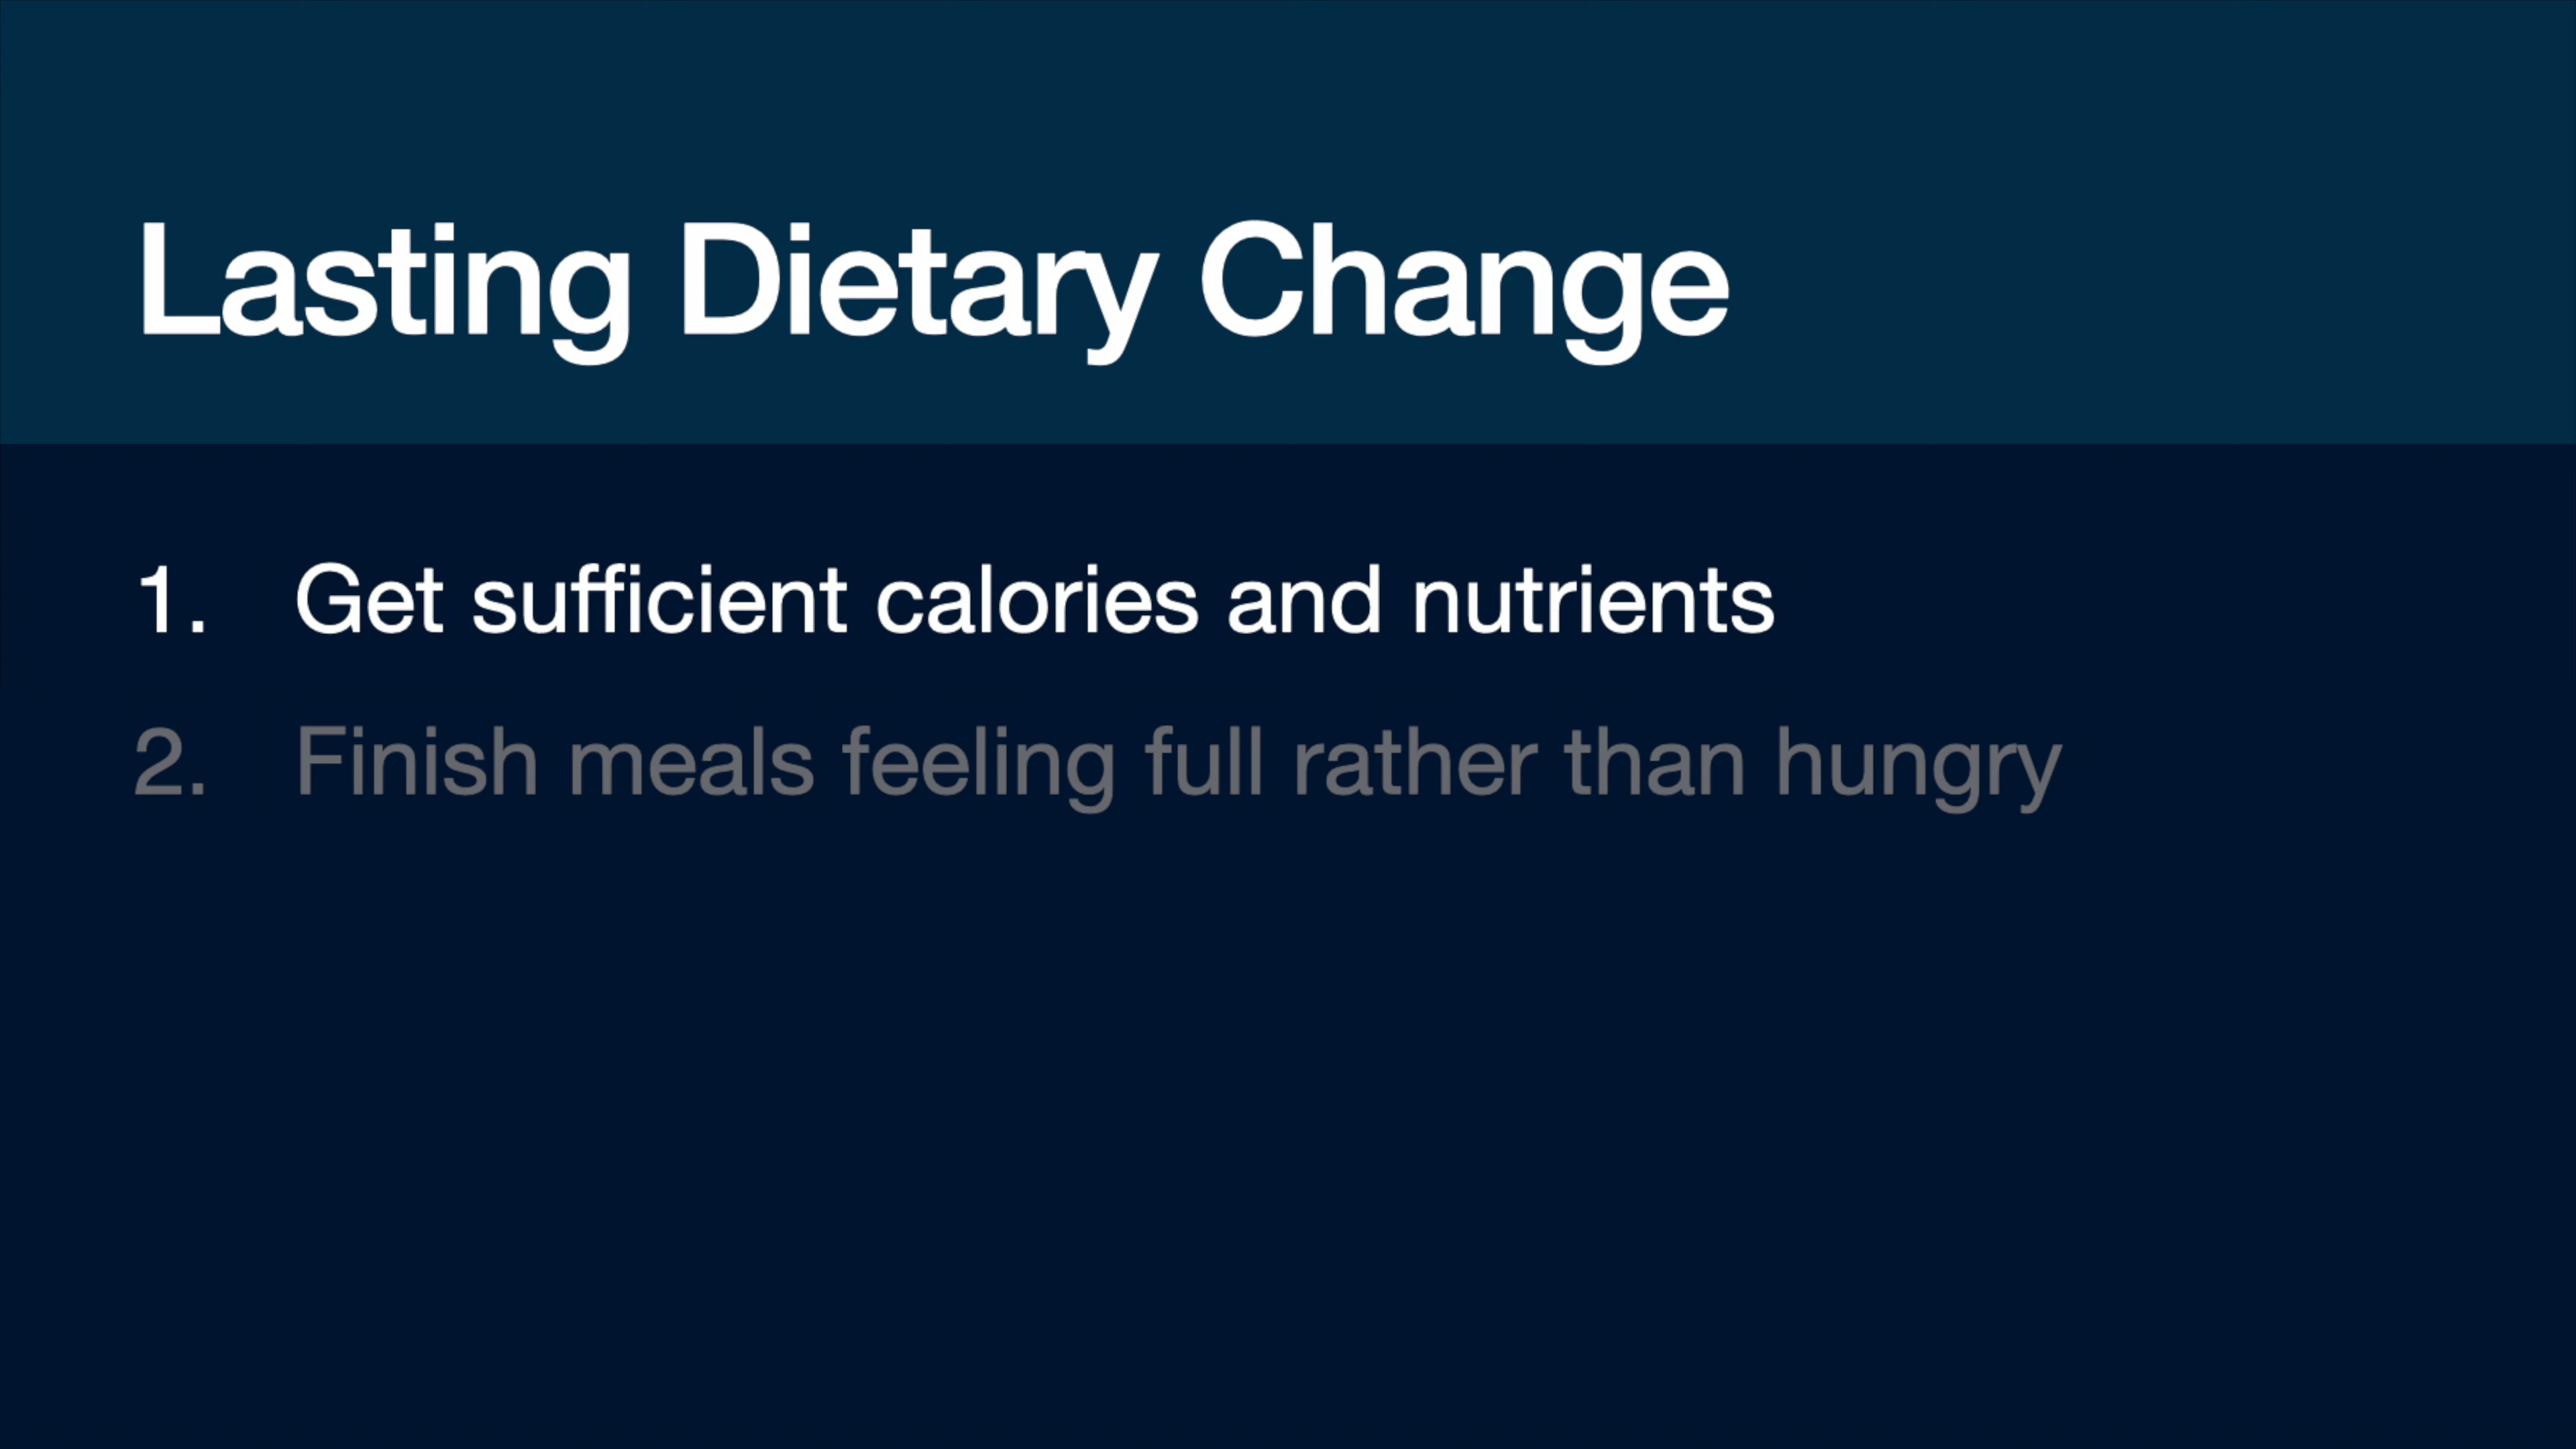 Lasting Dietary Change
1. Get sufficient calories and nutrients
2. Finish meals feeling full rather than hungry